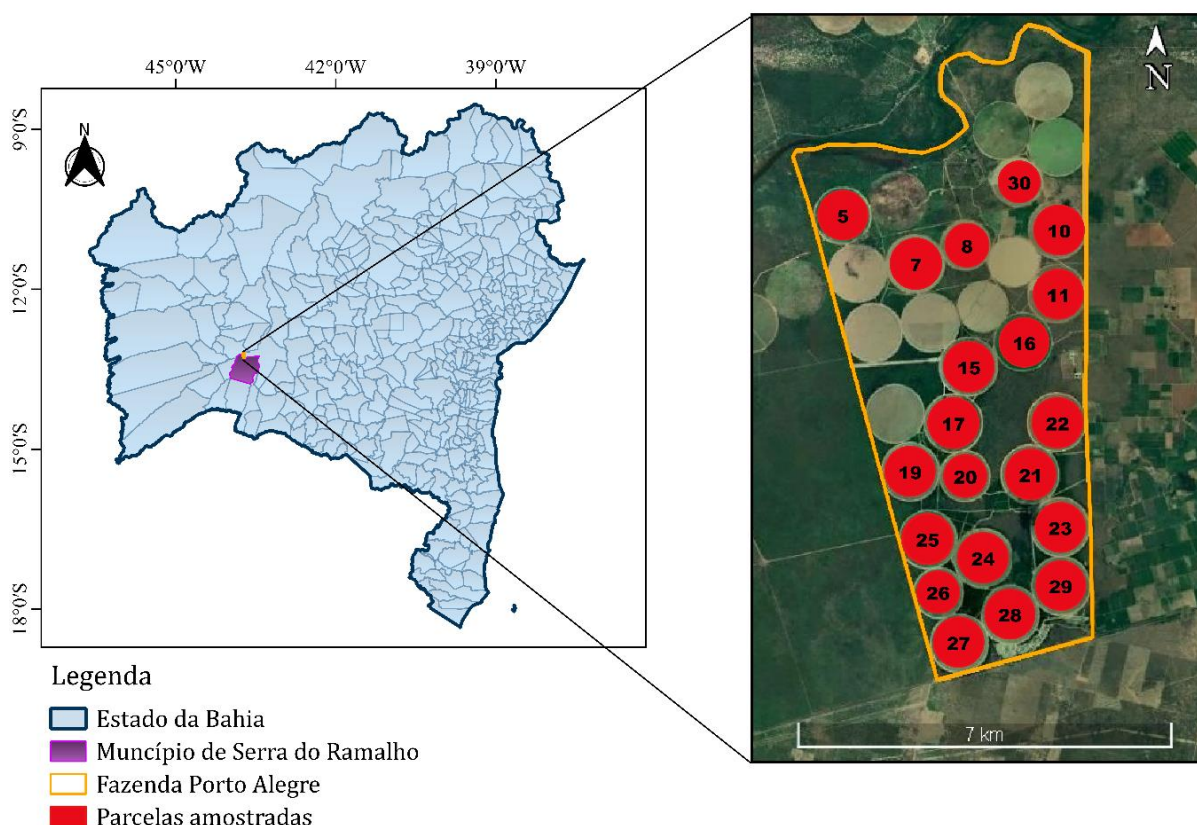 45°0'W 42°0'W 39°0'W
N
9°0'S
12°0'S
15°0'S
18°0'S
N
30
5
10
8
7
11
16
15
17
22
19
20
21
23
25
24
26
29
28
27
7 km
Legenda
Estado da Bahia
Muncípio de Serra do Ramalho
Fazenda Porto Alegre
Parcelas amostradas